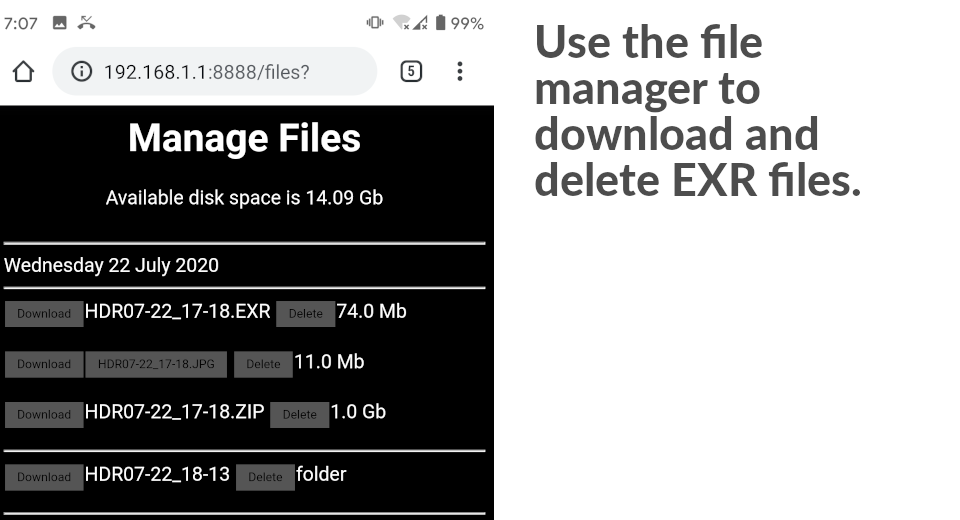 7:07 99%
192.168.1.1:8888/files? 5
Manage Files
Available disk space is 14.09 Gb
Wednesday 22 July 2020
Download HDR07-22_17-18.EXR Delete 74.0 Mb
Download HDR07-22_17-18.JPG Delete 11.0 Mb
Download HDR07-22_17-18.ZIP Delete 1.0 Gb
Download HDR07-22_18-13 Delete folder
Use the file
manager to
download and
delete EXR files.